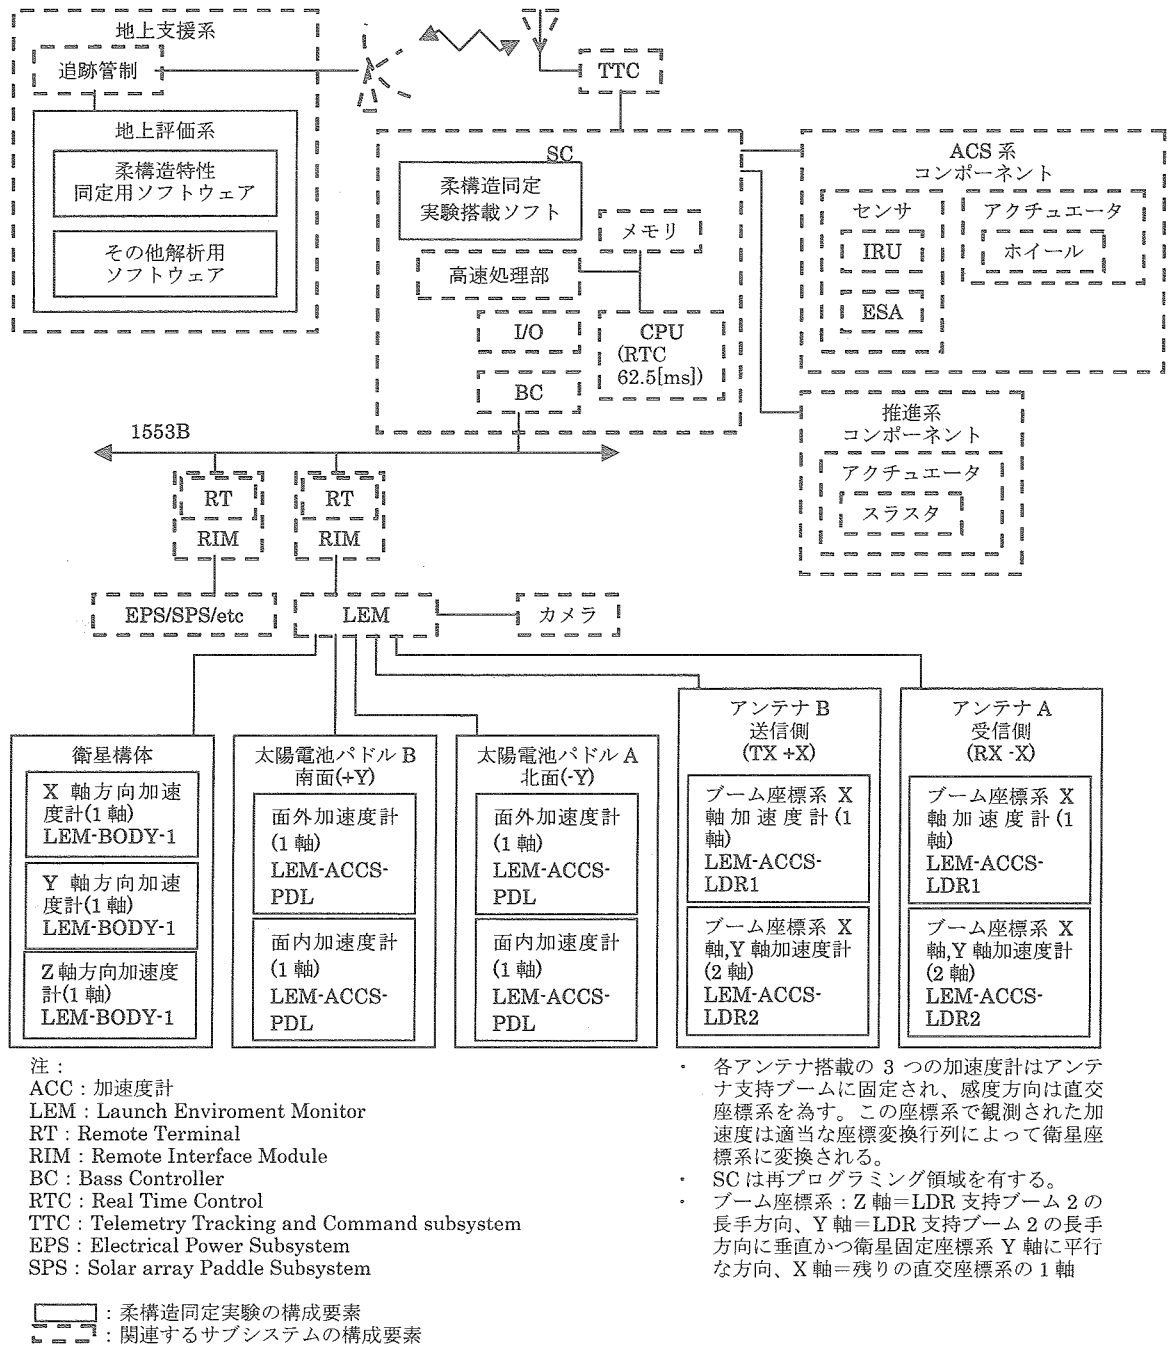 地上支援系
追跡管制
地上評価系
柔構造特性
同定用ソフトウェア
その他解析用
ソフトウェア
TTC
SC
柔構造同定
実験搭載ソフト
メモリ
高速処理部
I/O
CPU
(RTC
62.5[ms])
BC
ACS 系
コンポーネント
センサ
IRU
ESA
アクチュエータ
ホイール
推進系
コンポーネント
アクチュエータ
スラスタ
1553B
RT
RIM
RT
RIM
EPS/SPS/etc
LEM
カメラ
衛星構体
X 軸方向加速
度計(1 軸)
LEM-BODY-1
Y 軸方向加速
度計(1 軸)
LEM-BODY-1
Z 軸方向加速度
計(1 軸)
LEM-BODY-1
太陽電池パドル B
南面(+Y)
面外加速度計
(1 軸)
LEM-ACCS-
PDL
面内加速度計
(1 軸)
LEM-ACCS-
PDL
太陽電池パドル A
北面(-Y)
面外加速度計
(1 軸)
LEM-ACCS-
PDL
面内加速度計
(1 軸)
LEM-ACCS-
PDL
アンテナ B
送信側
(TX +X)
ブーム座標系 X
軸加速度計(1
軸)
LEM-ACCS-
LDR1
ブーム座標系 X
軸,Y 軸加速度計
(2 軸)
LEM-ACCS-
LDR2
アンテナ A
受信側
(RX -X)
ブーム座標系 X
軸加速度計(1
軸)
LEM-ACCS-
LDR1
ブーム座標系 X
軸,Y 軸加速度計
(2 軸)
LEM-ACCS-
LDR2
注：
ACC：加速度計
LEM：Launch Enviroment Monitor
RT：Remote Terminal
RIM：Remote Interface Module
BC：Bass Controller
RTC：Real Time Control
TTC：Telemetry Tracking and Command subsystem
EPS：Electrical Power Subsystem
SPS：Solar array Paddle Subsystem
・ 各アンテナ搭載の 3 つの加速度計はアンテ
ナ支持ブームに固定され、感度方向は直交
座標系を為す。この座標系で観測された加
速度は適当な座標変換行列によって衛星座
標系に変換される。
・ SC は再プログラミング領域を有する。
・ ブーム座標系：Z 軸＝LDR 支持ブーム 2 の
長手方向、Y 軸＝LDR 支持ブーム 2 の長手
方向に垂直かつ衛星固定座標系 Y 軸に平行
な方向、X 軸＝残りの直交座標系の 1 軸
：柔構造同定実験の構成要素
：関連するサブシステムの構成要素